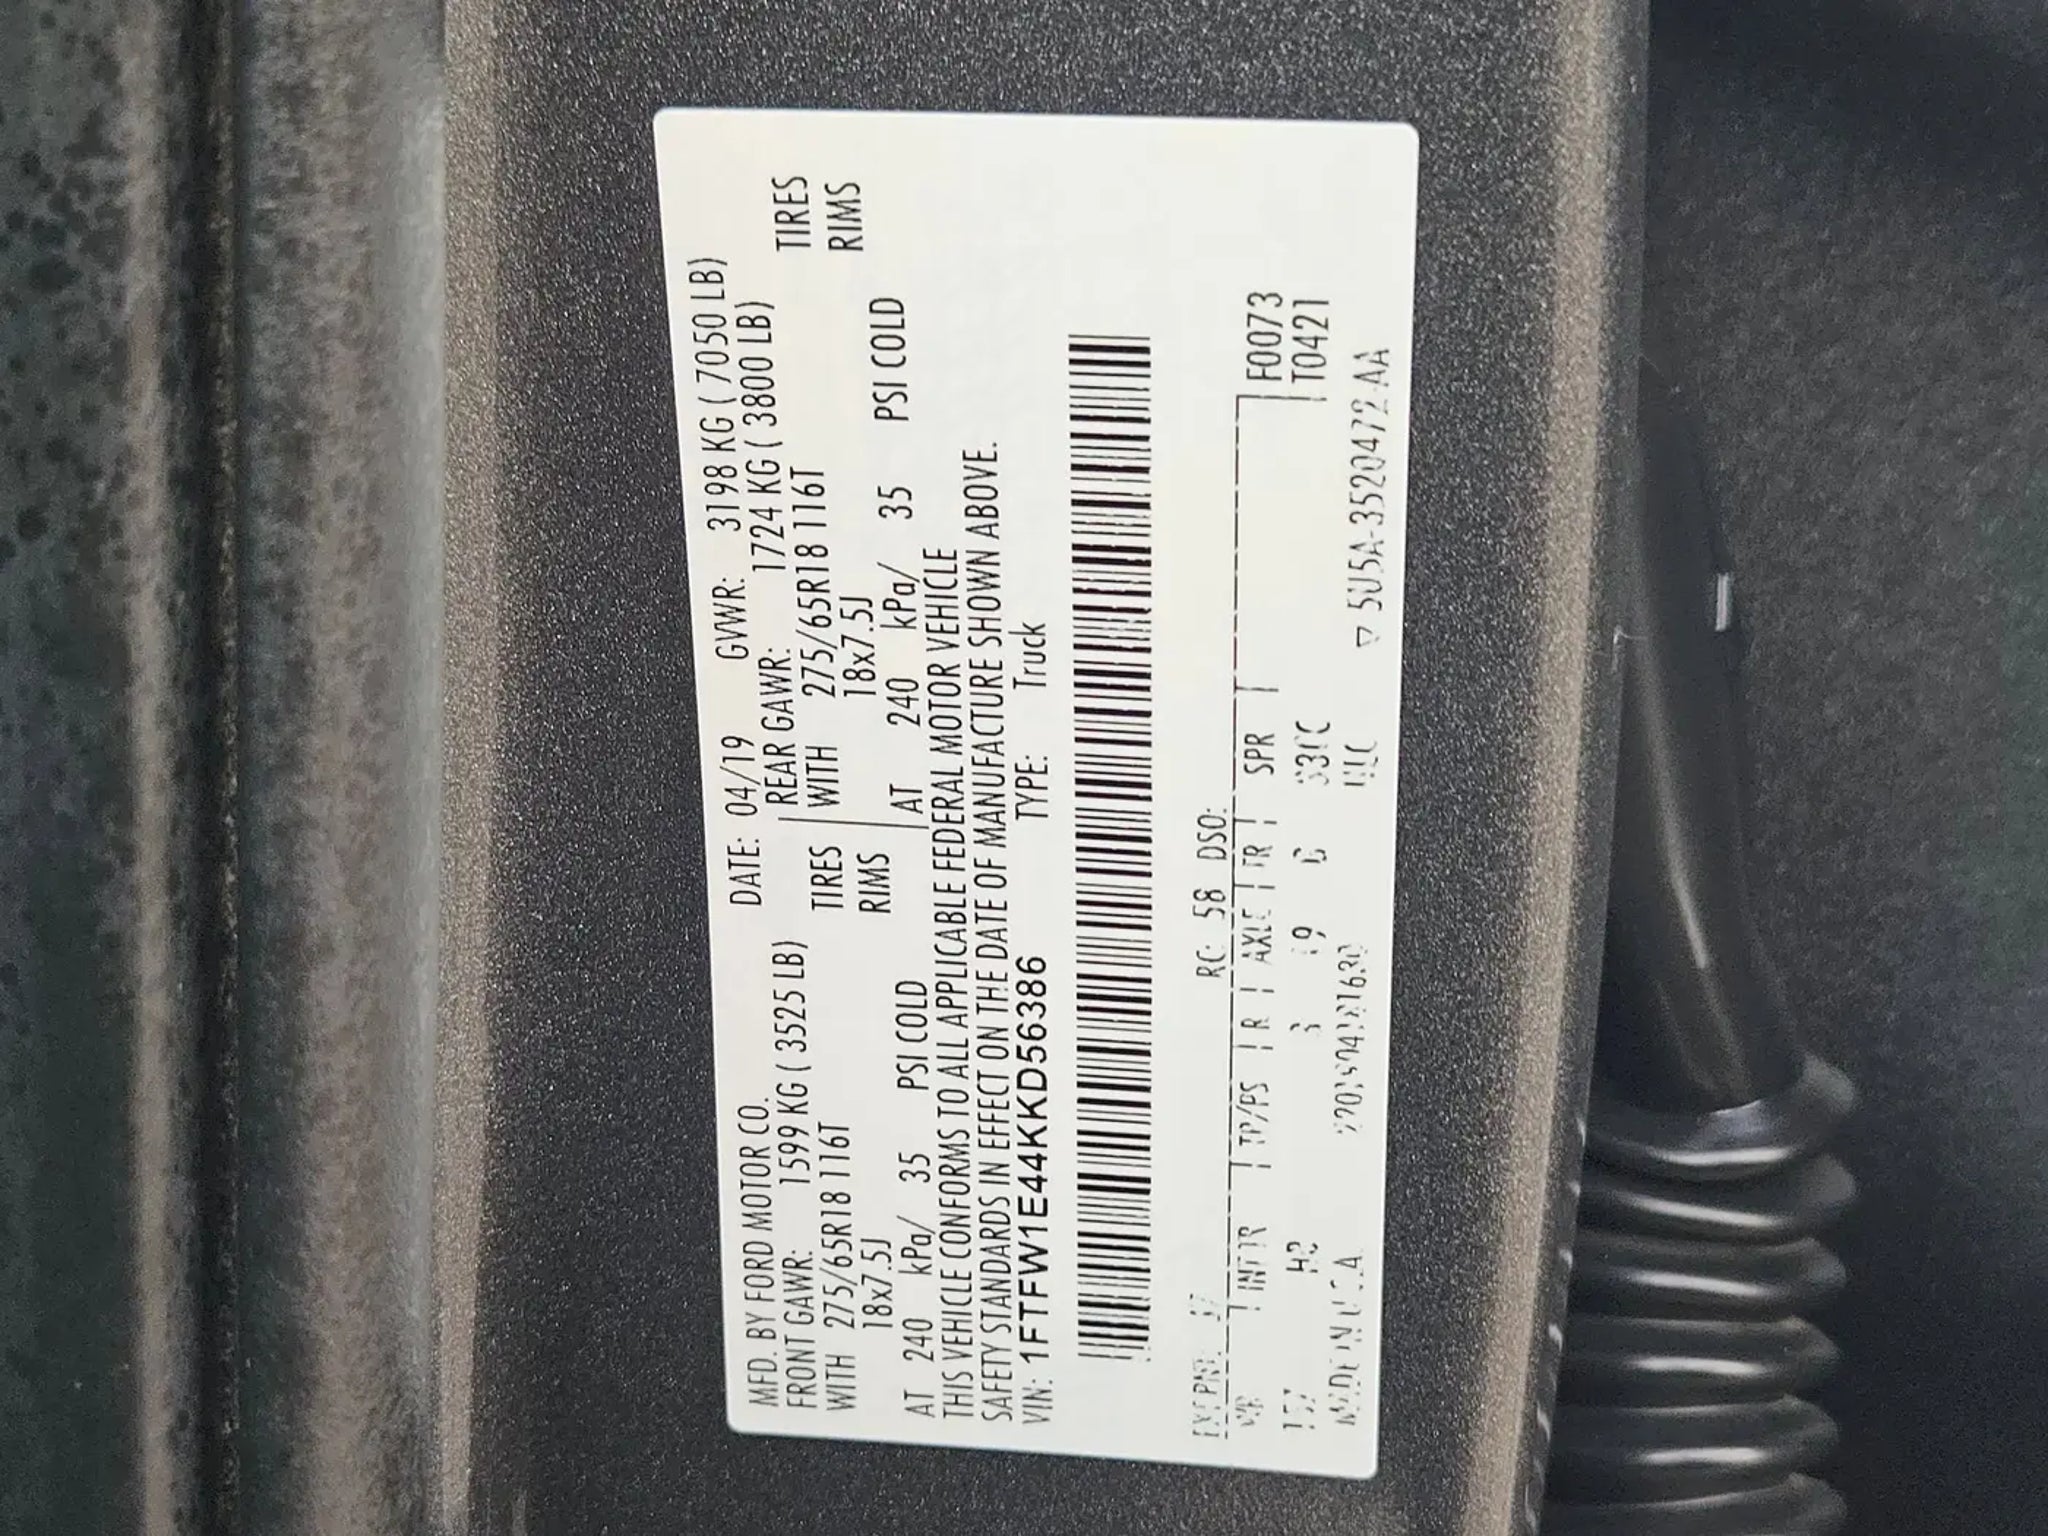 MFD. BY FORD MOTOR CO. DATE: 04/19 GVWR: 3198 KG ( 7050 LB)
FRONT GAWR: 1599 KG ( 3525 LB) REAR GAWR: 1724 KG ( 3800 LB)
WITH 275/65R18 116T TIRES WITH 275/65R18 116T TIRES
18x7.5J RIMS 18x7.5J RIMS
AT 240 kPa/ 35 PSI COLD AT 240 kPa/ 35 PSI COLD
THIS VEHICLE CONFORMS TO ALL APPLICABLE FEDERAL MOTOR VEHICLE
SAFETY STANDARDS IN EFFECT ON THE DATE OF MANUFACTURE SHOWN ABOVE.
VIN: 1FTFW1E44KKD56386 TYPE: Truck
RC: 58 DSO:
INT TR TP/PS R AXLE TR SPR F0073
T0421
MADE IN U.S.A. 5U5A-3520472-AA